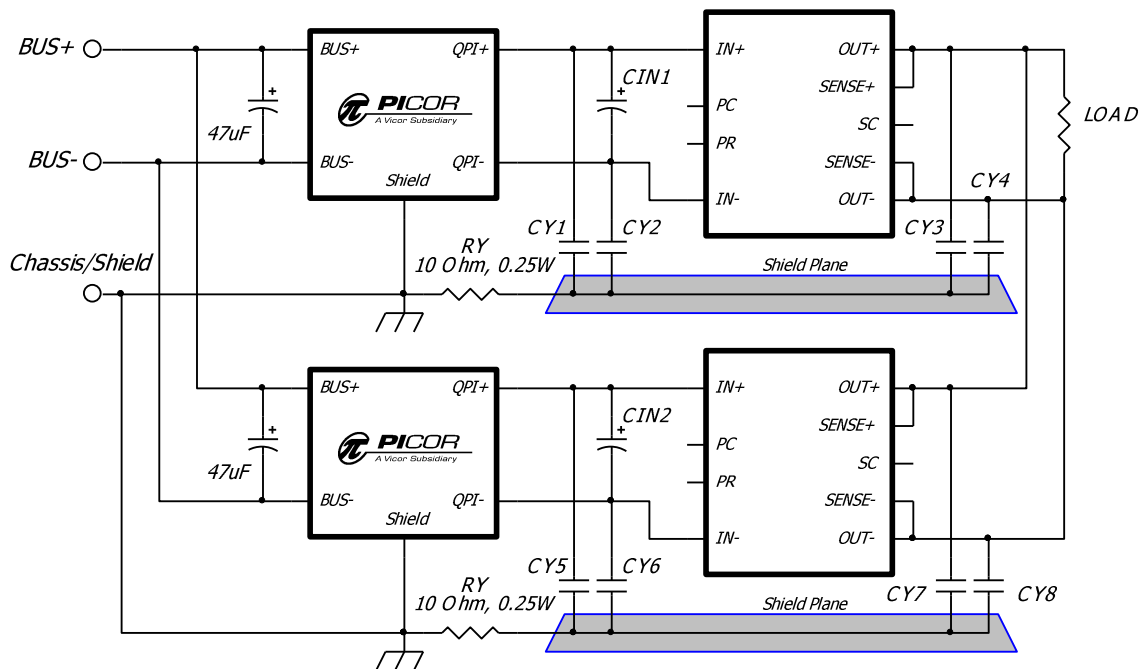 BUS+
BUS-
Chassis/Shield
47uF
BUS+
QPI+
PICOR
A Vicor Subsidiary
BUS-
QPI-
Shield
CIN1
CY1
CY2
RY
10 Ohm, 0.25W
IN+
OUT+
SENSE+
PC
SC
PR
SENSE-
IN-
OUT-
CY3
CY4
LOAD
Shield Plane
47uF
BUS+
QPI+
PICOR
A Vicor Subsidiary
BUS-
QPI-
Shield
CIN2
CY5
CY6
RY
10 Ohm, 0.25W
IN+
OUT+
SENSE+
PC
SC
PR
SENSE-
IN-
OUT-
CY7
CY8
Shield Plane